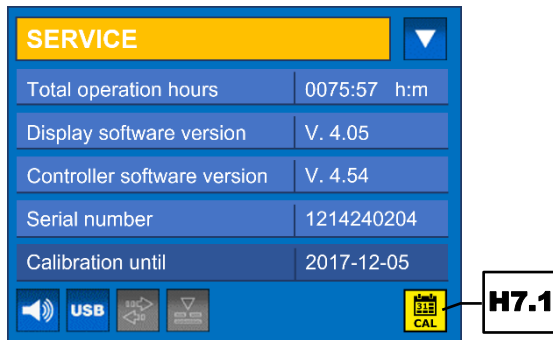 SERVICE
Total operation hours 0075:57 h:m
Display software version V. 4.05
Controller software version V. 4.54
Serial number 1214240204
Calibration until 2017-12-05
USB
31
CAL
H7.1